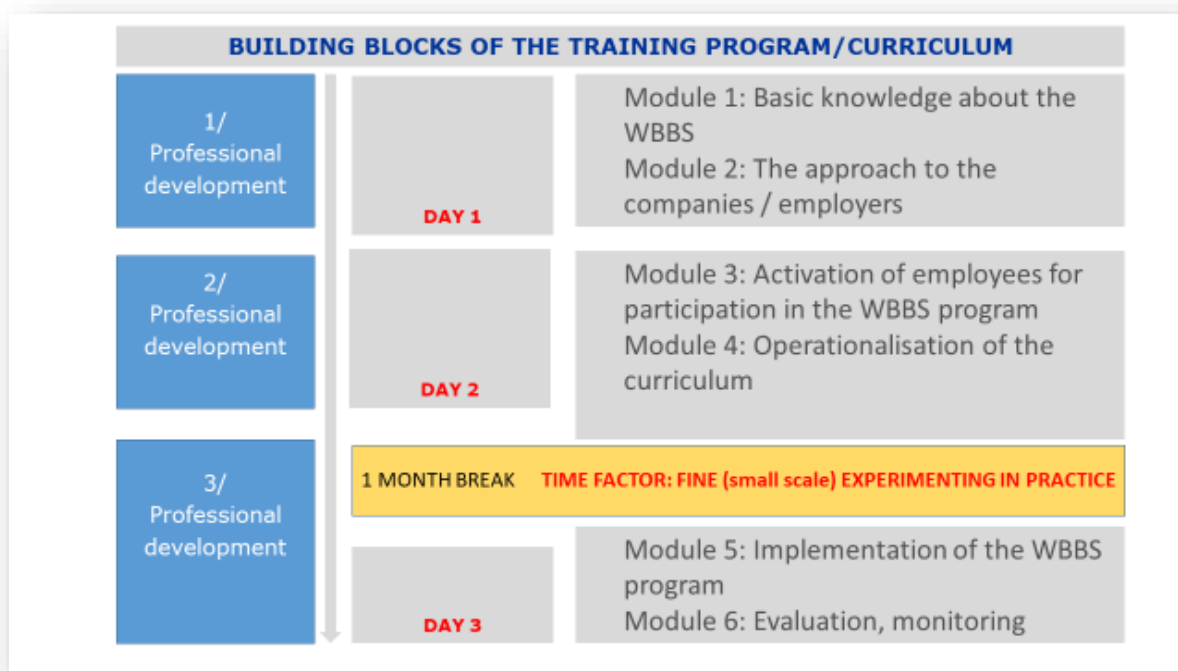 BUILDING BLOCKS OF THE TRAINING PROGRAM/CURRICULUM
1/
Professional
development
DAY 1
Module 1: Basic knowledge about the
WBBS
Module 2: The approach to the
companies / employers
2/
Professional
development
DAY 2
Module 3: Activation of employees for
participation in the WBBS program
Module 4: Operationalisation of the
curriculum
3/
Professional
development
1 MONTH BREAK TIME FACTOR: FINE (small scale) EXPERIMENTING IN PRACTICE
DAY 3
Module 5: Implementation of the WBBS
program
Module 6: Evaluation, monitoring